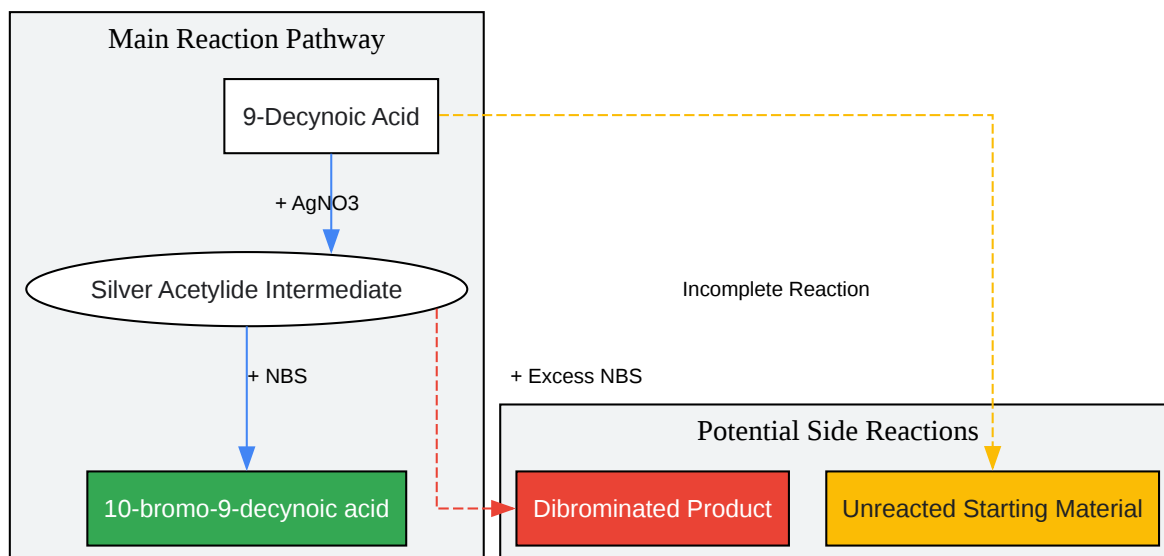 Main Reaction Pathway
9-Decynoic Acid
+ AgNO3
Silver Acetylide Intermediate
Incomplete Reaction
+ NBS
+ Excess NBS
Potential Side Reactions
10-bromo-9-decynoic acid
Dibrominated Product
Unreacted Starting Material